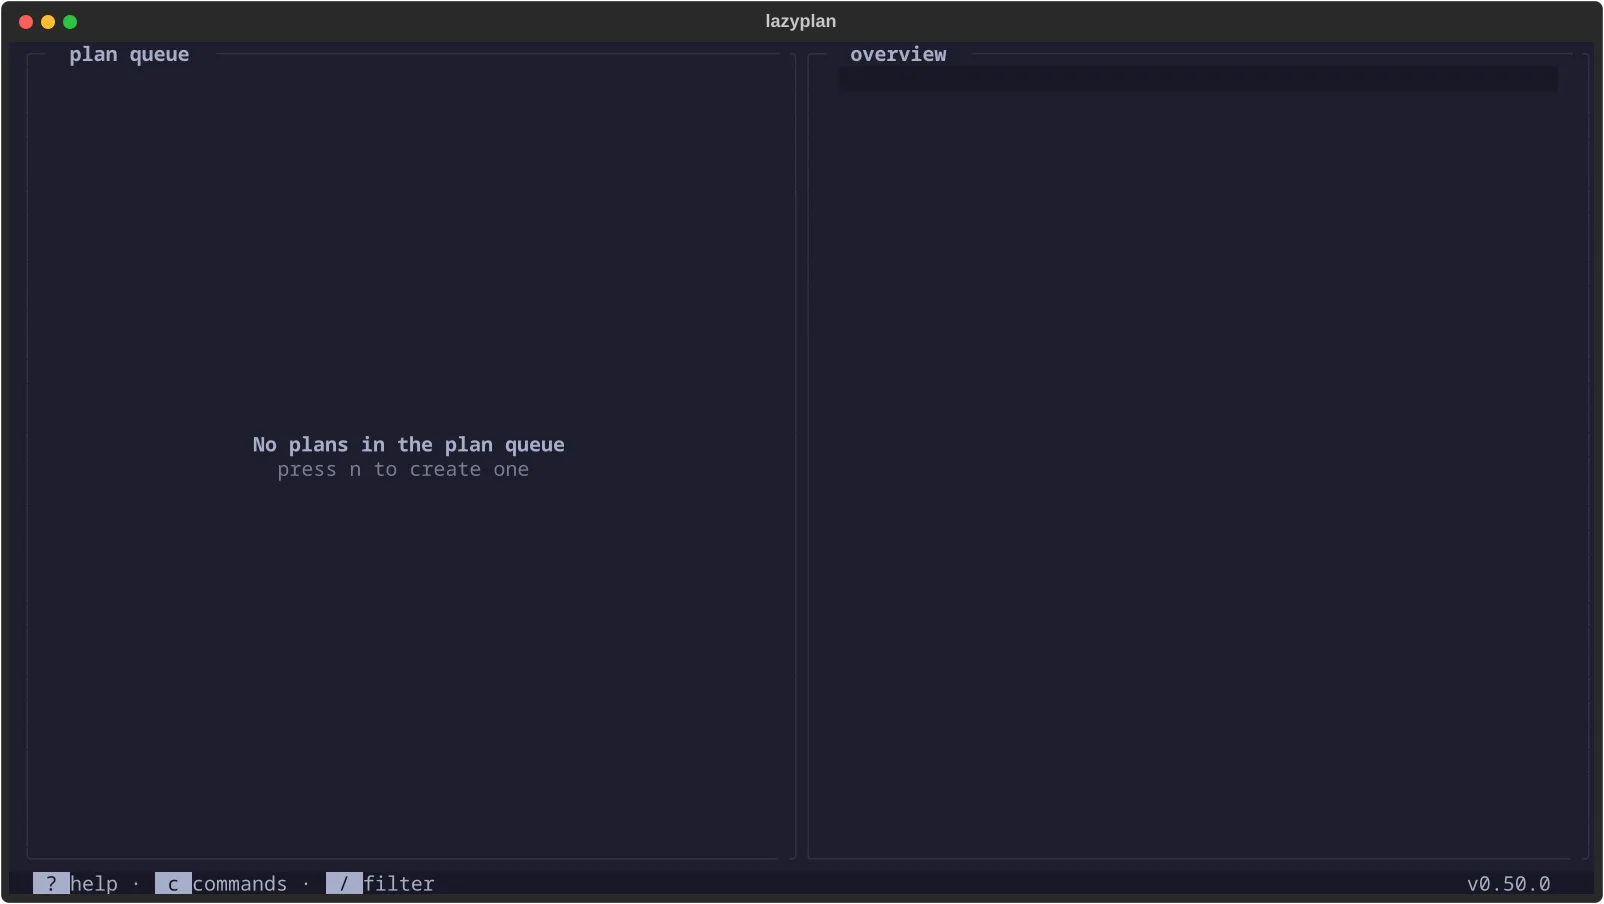 lazyplan
plan queue
overview
No plans in the plan queue
press n to create one
? help · c commands · / filter
v0.50.0